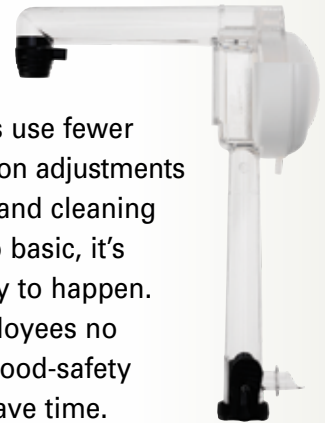 use fewer
on adjustments
and cleaning
basic, it's
y to happen.
loyees no
ood-safety
ave time.